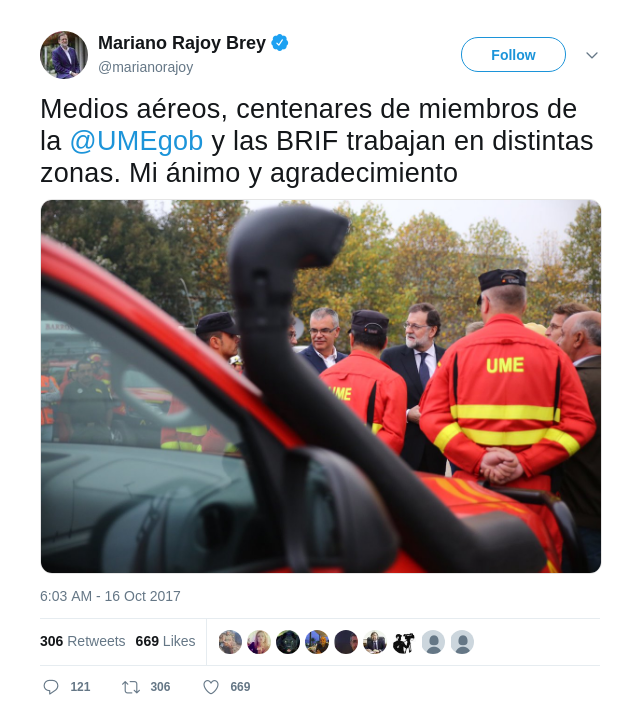 Mariano Rajoy Brey
@marianorajoy
Follow
Medios aéreos, centenares de miembros de
la @UMEgob y las BRIF trabajan en distintas
zonas. Mi ánimo y agradecimiento
UME
UME
6:03 AM - 16 Oct 2017
306 Retweets 669 Likes
121 306 669